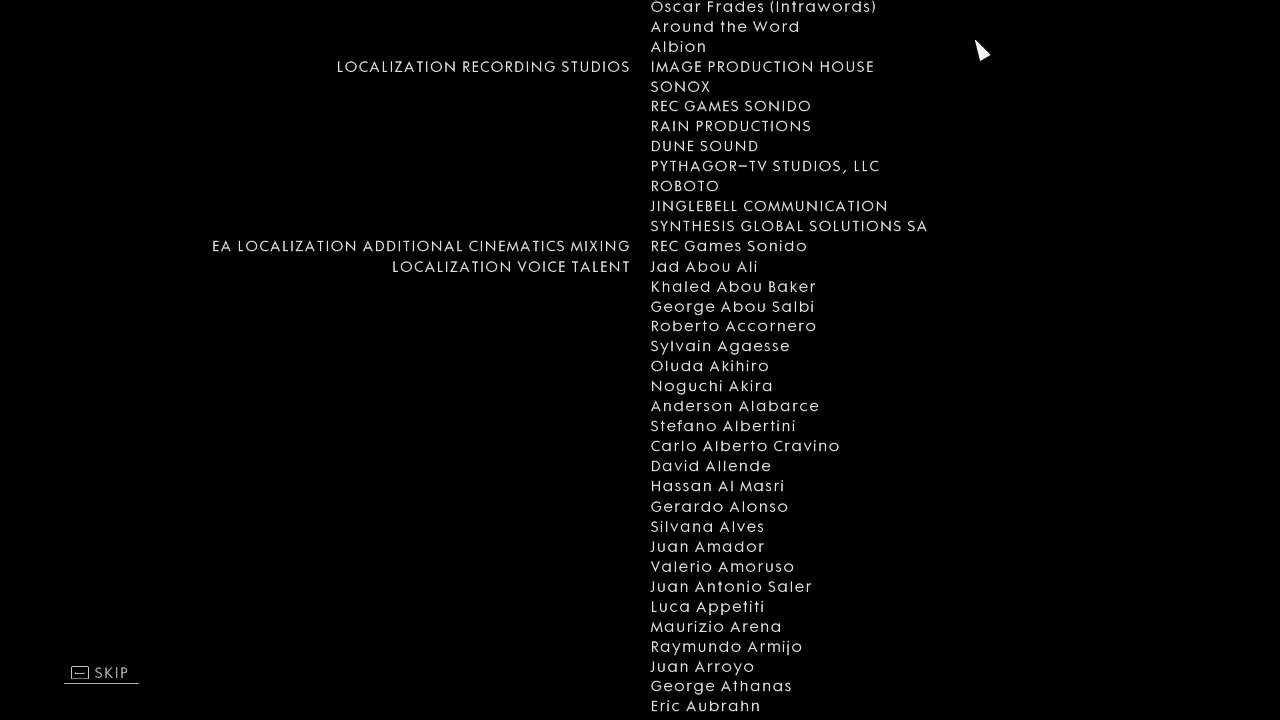 Oscar Frades (Intrawords)
Around the Word
Albion
LOCALIZATION RECORDING STUDIOS IMAGE PRODUCTION HOUSE
SONOX
REC GAMES SONIDO
RAIN PRODUCTIONS
DUNE SOUND
PYTHAGOR-TV STUDIOS, LLC
ROBOTO
JINGLEBELL COMMUNICATION
SYNTHESIS GLOBAL SOLUTIONS SA
EA LOCALIZATION ADDITIONAL CINEMATICS MIXING REC Games Sonido
LOCALIZATION VOICE TALENT Jad Abou Ali
Khaled Abou Baker
George Abou Salbi
Roberto Accornero
Sylvain Agaesse
Oluda Akihiro
Noguchi Akira
Anderson Alabarce
Stefano Albertini
Carlo Alberto Cravino
David Allende
Hassan Al Masri
Gerardo Alonso
Silvana Alves
Juan Amador
Valerio Amoruso
Juan Antonio Saler
Luca Appetiti
Maurizio Arena
Raymundo Armijo
Juan Arroyo
George Athanas
Eric Aubrahn
SKIP